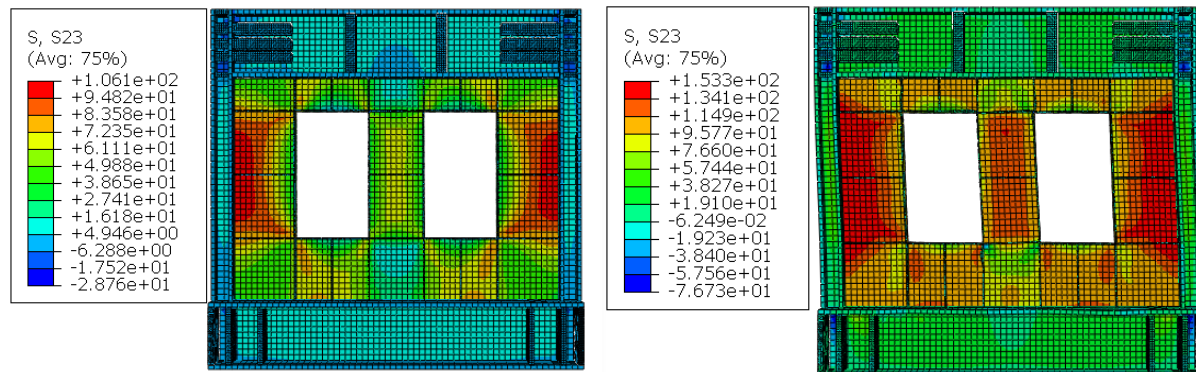 S, S23
(Avg: 75%)
+1.061e+02
+9.482e+01
+8.358e+01
+7.235e+01
+6.111e+01
+4.988e+01
+3.865e+01
+2.741e+01
+1.618e+01
+4.946e+00
-6.288e+00
-1.752e+01
-2.876e+01
S, S23
(Avg: 75%)
+1.533e+02
+1.341e+02
+1.149e+02
+9.577e+01
+7.660e+01
+5.744e+01
+3.827e+01
+1.910e+01
-6.249e-02
-1.923e+01
-3.840e+01
-5.756e+01
-7.673e+01